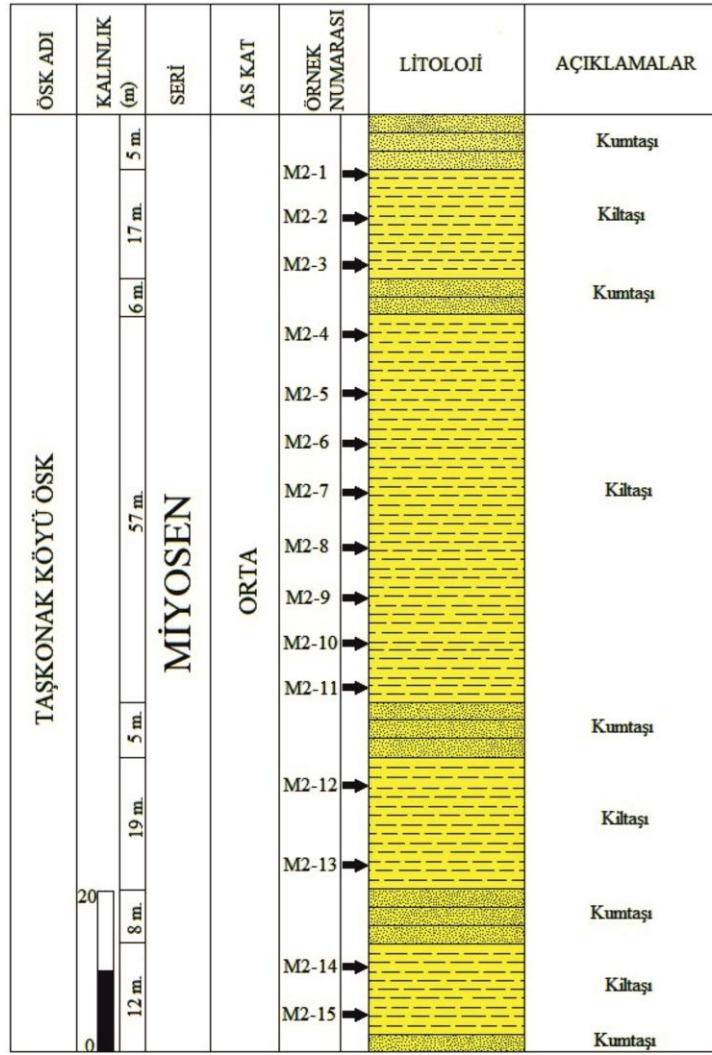 ÖSK ADI
KALINLIK
(m)
SERİ
AS KAT
ÖRNEK
NUMARASI
LİTOLOJİ
AÇIKLAMALAR
TAŞKONAK KÖYÜ ÖSK
MİYOSEN
ORTA
5 m.
Kumtaşı
M2-1
17 m.
M2-2
Kiltaşı
M2-3
6 m.
Kumtaşı
M2-4
57 m.
M2-5
M2-6
M2-7
Kiltaşı
M2-8
M2-9
M2-10
M2-11
5 m.
Kumtaşı
M2-12
19 m.
Kiltaşı
M2-13
20
8 m.
Kumtaşı
M2-14
12 m.
Kiltaşı
M2-15
0
Kumtaşı